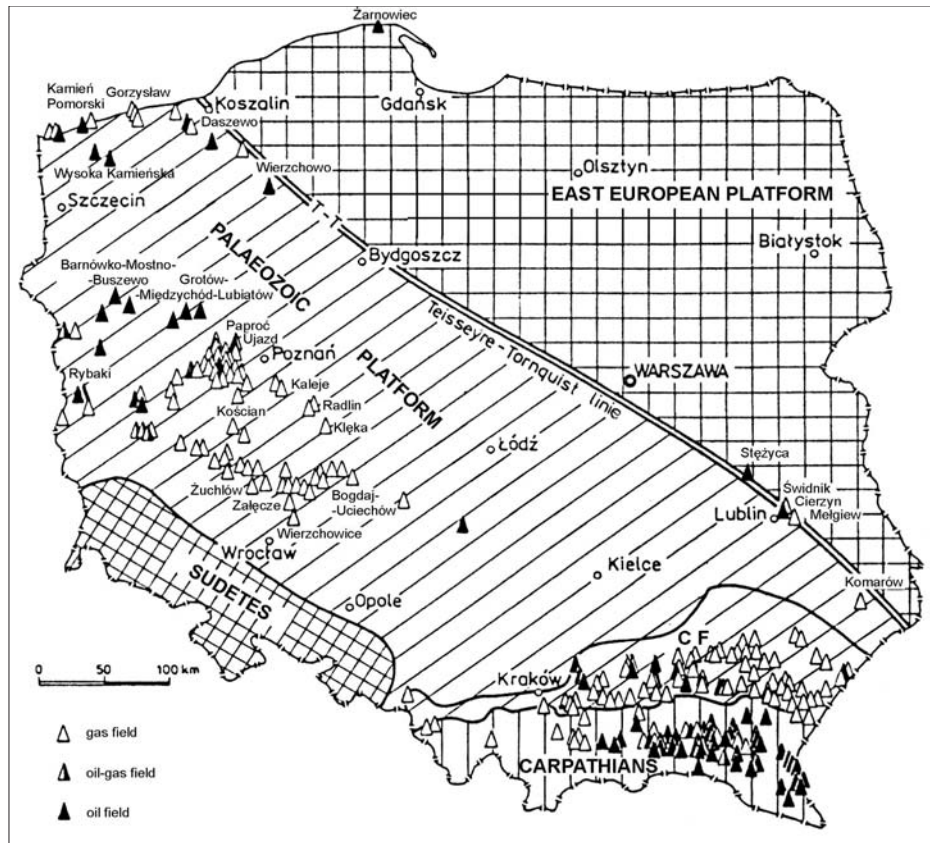 Żarnowiec
Kamień
Pomorski
Gorzysław
Koszalin
Daszewo
Gdańsk
Wysoka Kamieńska
Wierzchowo
Szczecin
Olsztyn
EAST EUROPEAN PLATFORM
T-T
Białystok
Bydgoszcz
PALAEOZOIC
PLATFORM
Barnówko-Mostno-
-Buszewo
Grotów-
-Międzychód-Lubiatów
Teisseyre-Tornquist linie
Paproć
Ujazd
Poznań
WARSZAWA
Rybaki
Kaleje
Kościan
Radlin
Klęka
Łódź
Stężyca
Żuchlów
Załęcze
Bogdaj-
-Uciechów
Świdnik
Cierzyn
Mełgiew
Lublin
Wierzchowice
Wrocław
Kielce
SUDETES
Opole
Komarów
C F
Kraków
CARPATHIANS
0 50 100 km
gas field
oil-gas field
oil field